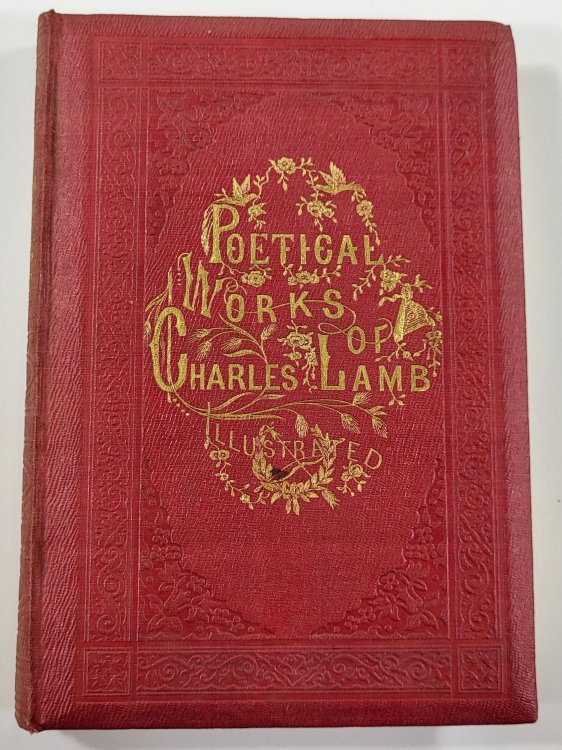 POETICAL
WORKS
OF
CHARLES LAMB
ILLUSTRATED